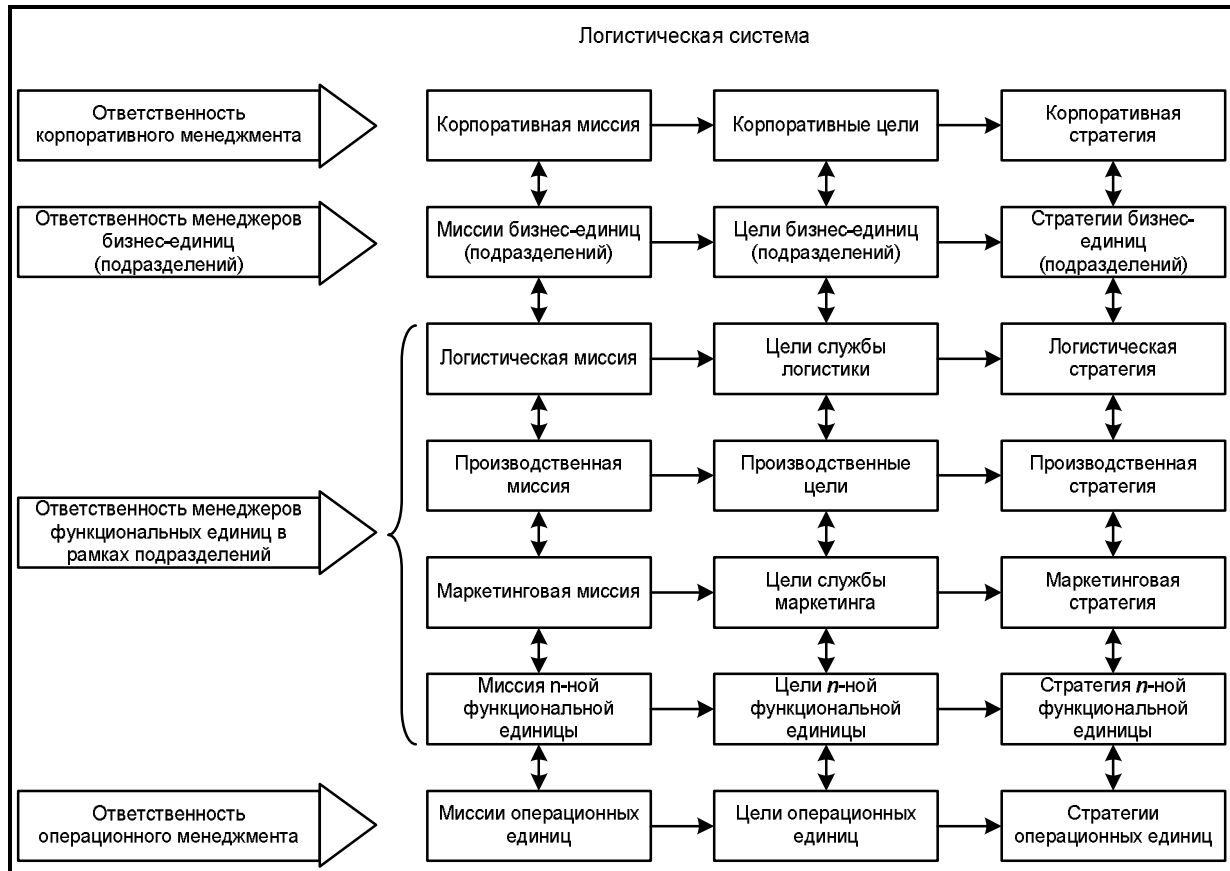 Логистическая система
Ответственность
корпоративного менеджмента
Корпоративная миссия
Корпоративные цели
Корпоративная
стратегия
Ответственность менеджеров
бизнес-единиц
(подразделений)
Миссии бизнес-единиц
(подразделений)
Цели бизнес-единиц
(подразделений)
Стратегии бизнес-
единиц
(подразделений)
Ответственность менеджеров
функциональных единиц в
рамках подразделений
Логистическая миссия
Цели службы
логистики
Логистическая
стратегия
Производственная
миссия
Производственные
цели
Производственная
стратегия
Маркетинговая миссия
Цели службы
маркетинга
Маркетинговая
стратегия
Миссия n-ной
функциональной
единицы
Цели n-ной
функциональной
единицы
Стратегия n-ной
функциональной
единицы
Ответственность
операционного менеджмента
Миссии операционных
единиц
Цели операционных
единиц
Стратегии
операционных единиц